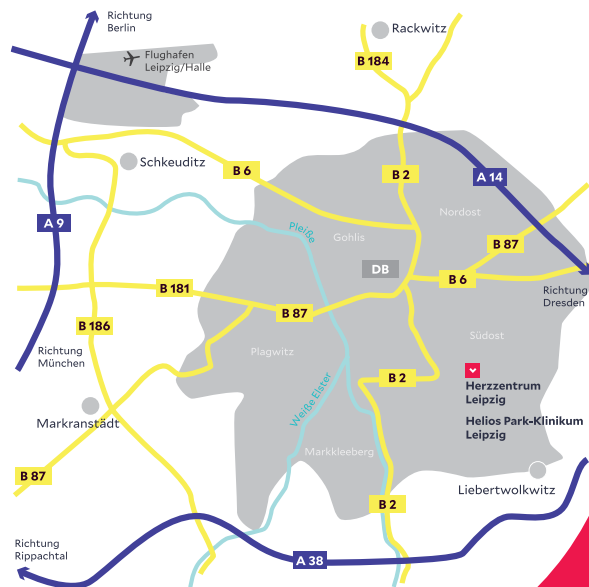 Richtung
Berlin
Rackwitz
Flughafen
Leipzig/Halle
B 184
Schkeuditz
B 6
B 2
A 14
A 9
Nordost
Pleiße
Gohlis
B 87
DB
B 6
B 181
Richtung
Dresden
B 87
B 186
Südost
Richtung
München
Plagwitz
B 2
Herzzentrum
Leipzig
Weiße Elster
Helios Park-Klinikum
Leipzig
Markranstädt
Markkleeberg
B 87
Liebertwolkwitz
B 2
Richtung
Rippachtal
A 38